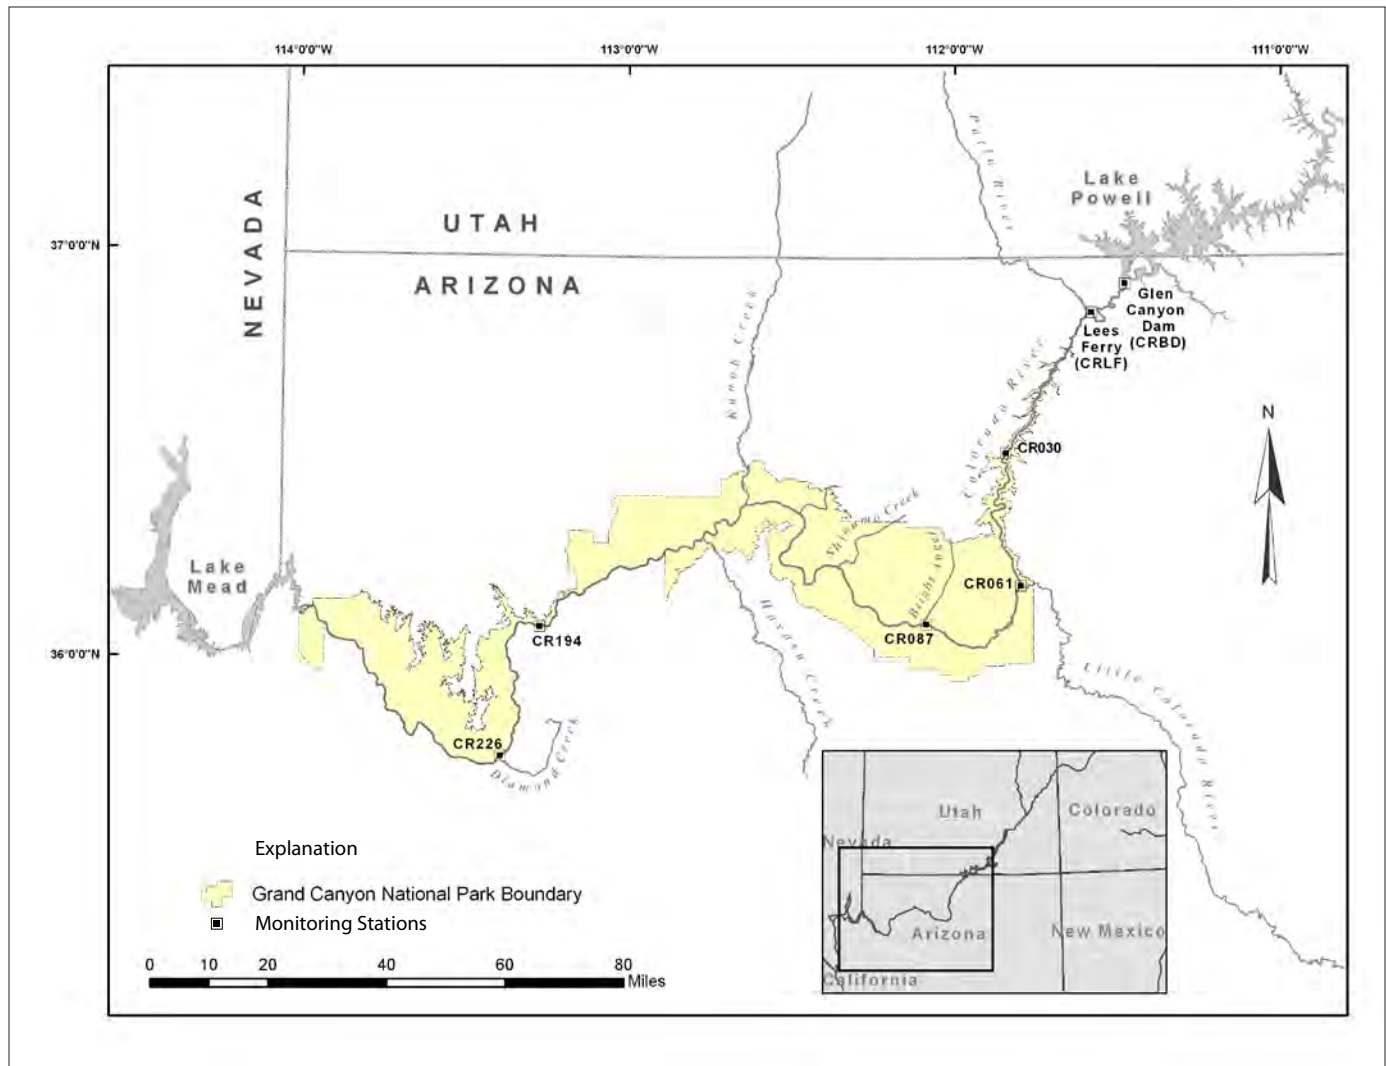 114°0'0"W
113°0'0"W
112°0'0"W
111°0'0"W
37°0'0"N
36°0'0"N
NEVADA
UTAH
ARIZONA
Paria River
Lake
Powell
Glen
Canyon
Dam
(CRBD)
Lees
Ferry
(CRLF)
Kanab Creek
Colorado River
N
CR030
Shinumo Creek
Bright Angel
CR061
CR087
Lake
Mead
CR194
Havasu Creek
Little Colorado River
CR226
Diamond Creek
Explanation
Grand Canyon National Park Boundary
Monitoring Stations
0 10 20 40 60 80
Miles
Utah
Colorado
Nevada
Arizona
New Mexico
California